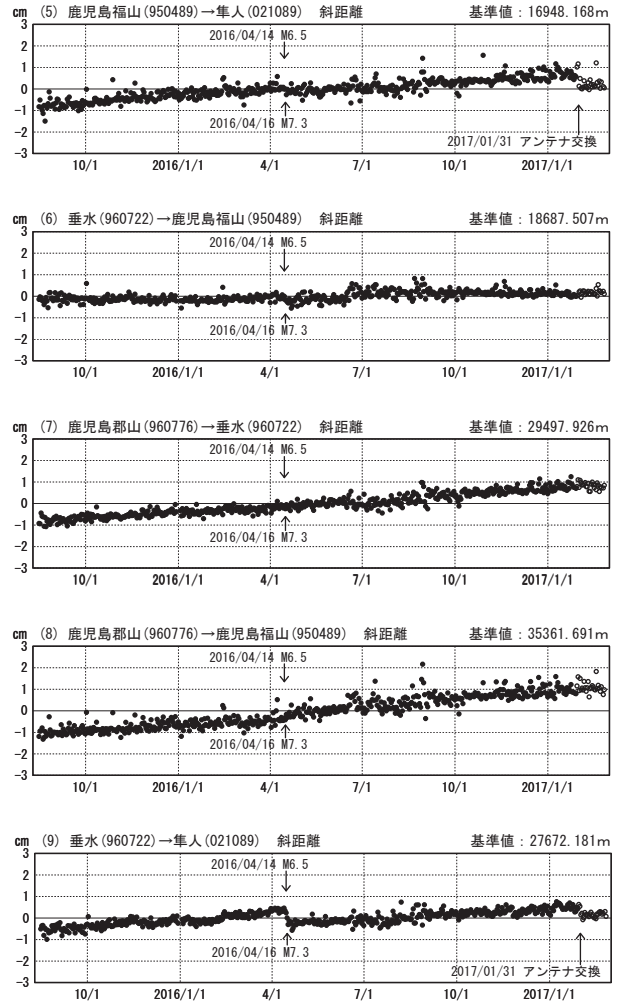 cm (5) 鹿児島福山(950489)→隼人(021089) 斜距離 基準値:16948.168m
3
2
1
0
-1
-2
-3
2016/04/14 M6.5
2016/04/16 M7.3
2017/01/31 アンテナ交換
10/1 2016/1/1 4/1 7/1 10/1 2017/1/1
cm (6) 垂水(960722)→鹿児島福山(950489) 斜距離 基準値:18687.507m
3
2
1
0
-1
-2
-3
2016/04/14 M6.5
2016/04/16 M7.3
10/1 2016/1/1 4/1 7/1 10/1 2017/1/1
cm (7) 鹿児島郡山(960776)→垂水(960722) 斜距離 基準値:29497.926m
3
2
1
0
-1
-2
-3
2016/04/14 M6.5
2016/04/16 M7.3
10/1 2016/1/1 4/1 7/1 10/1 2017/1/1
cm (8) 鹿児島郡山(960776)→鹿児島福山(950489) 斜距離 基準値:35361.691m
3
2
1
0
-1
-2
-3
2016/04/14 M6.5
2016/04/16 M7.3
10/1 2016/1/1 4/1 7/1 10/1 2017/1/1
cm (9) 垂水(960722)→隼人(021089) 斜距離 基準値:27672.181m
3
2
1
0
-1
-2
-3
2016/04/14 M6.5
2016/04/16 M7.3
2017/01/31 アンテナ交換
10/1 2016/1/1 4/1 7/1 10/1 2017/1/1